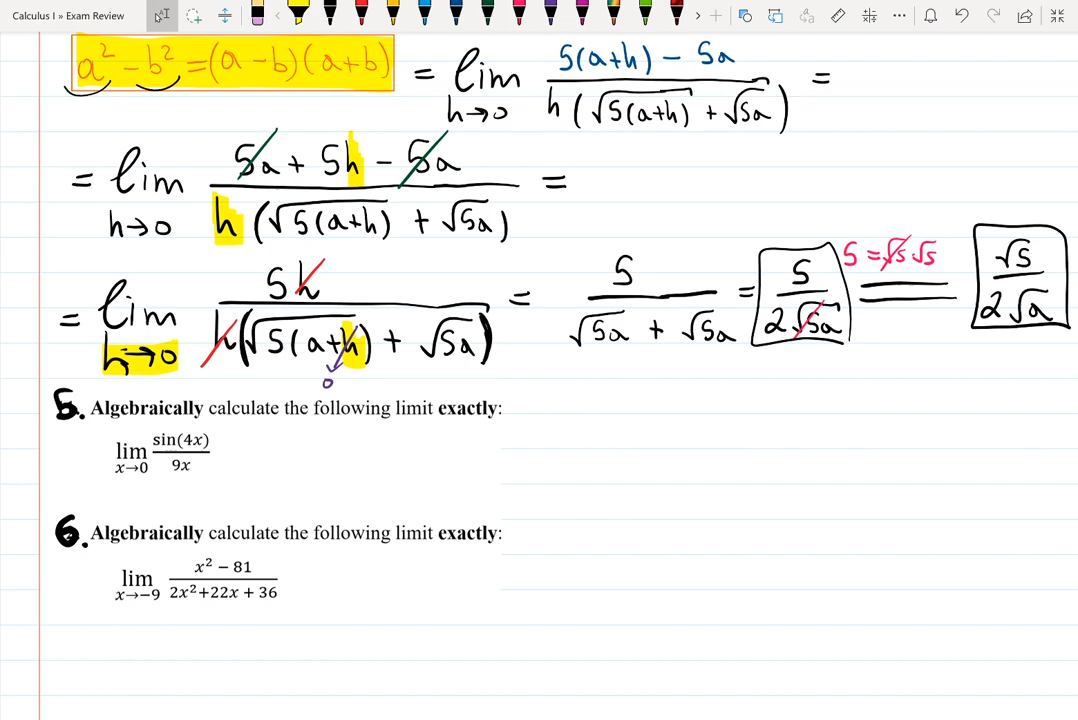 Calculus I » Exam Review
a² − b² = (a − b)(a + b) = lim h→0 5(a+h) − 5a / h(√5(a+h) + √5a) =
= lim h→0 5a + 5h − 5a / h(√5(a+h) + √5a) =
= lim h→0 5h / h(√5(a+h) + √5a) = 5 / √5a + √5a = 5 / 2√5a 5 = √5 √5 = √5 / 2√a
0
5. Algebraically calculate the following limit exactly:
lim x→0 sin(4x) / 9x
6. Algebraically calculate the following limit exactly:
lim x→−9 x² − 81 / 2x²+22x + 36